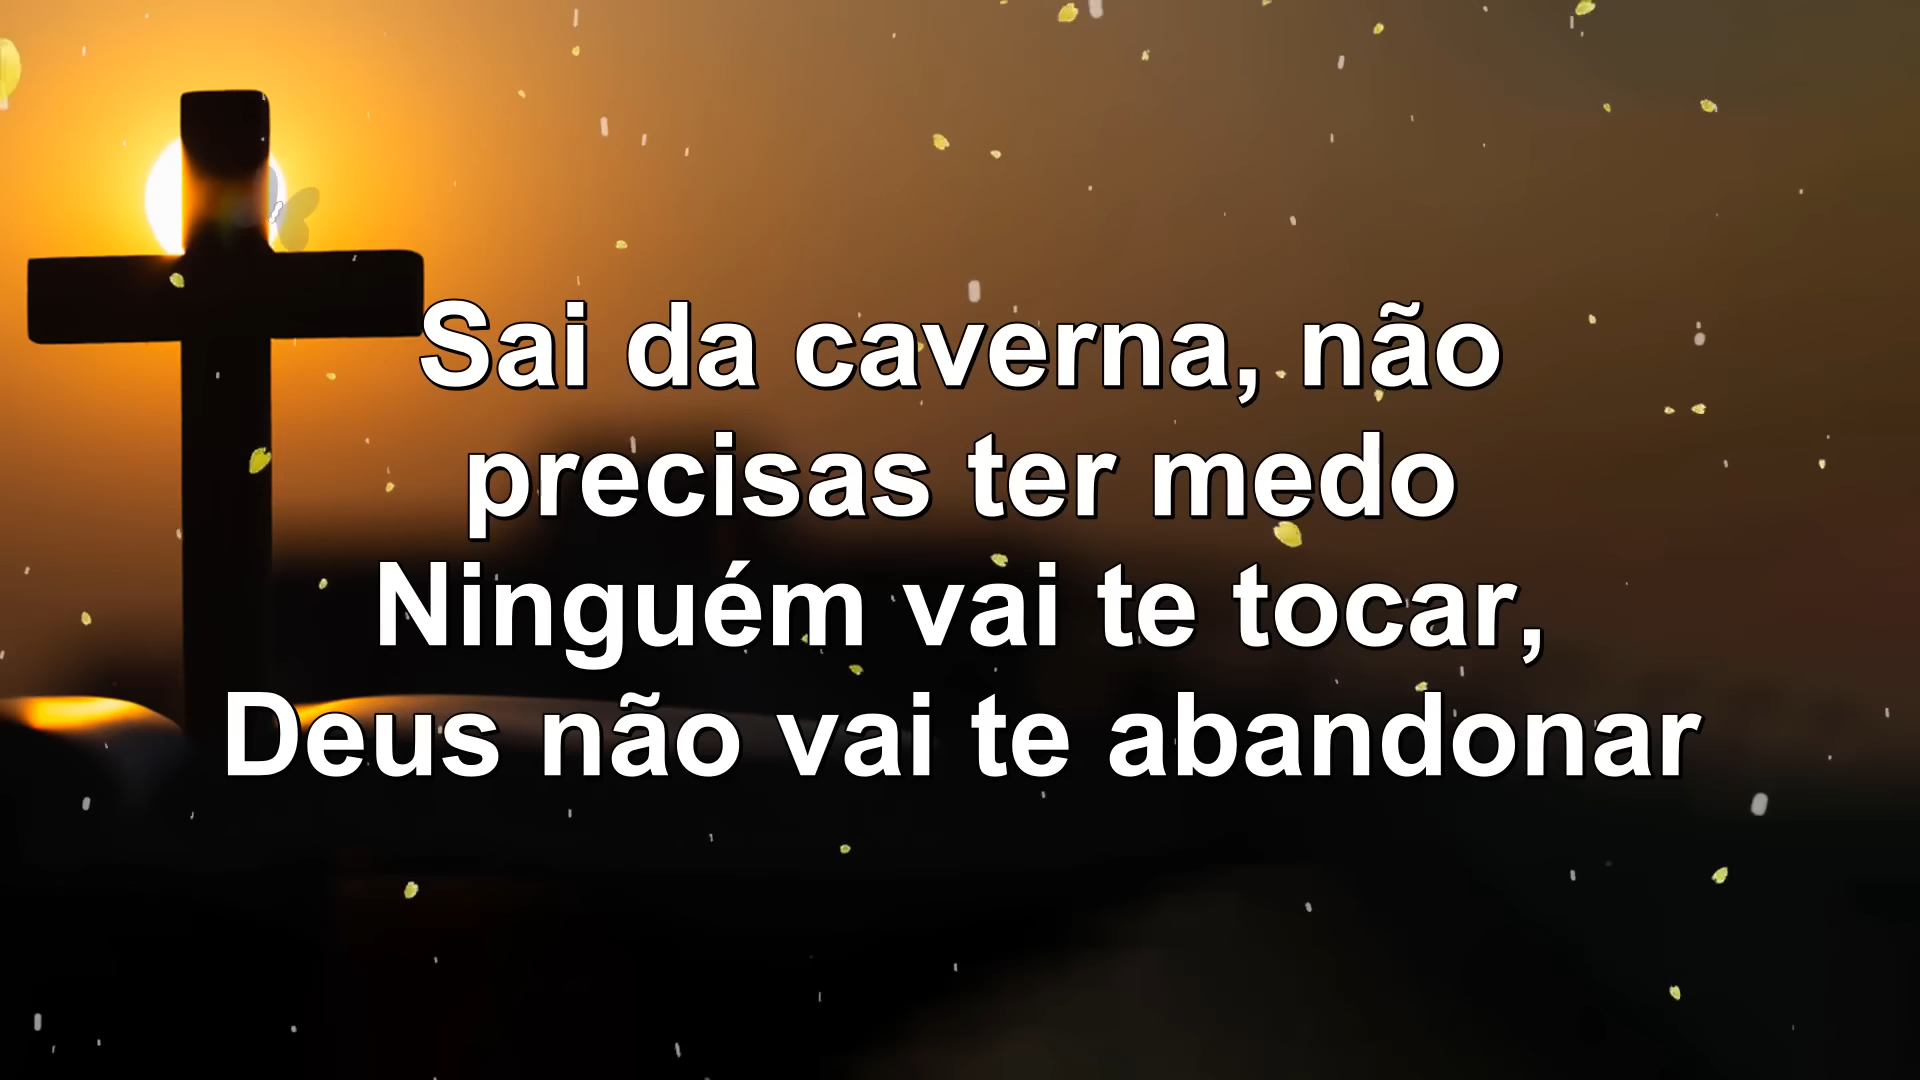 Sai da caverna, não
precisas ter medo
Ninguém vai te tocar,
Deus não vai te abandonar